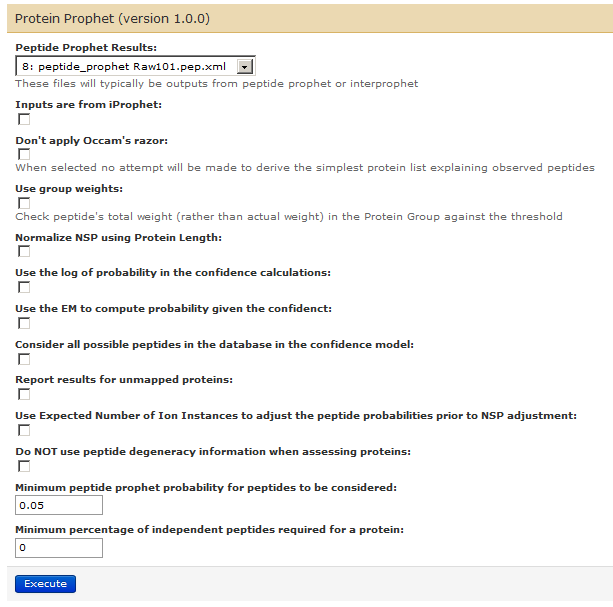 Protein Prophet (version 1.0.0)
Peptide Prophet Results:
8: peptide_prophet Raw101.pep.xml
These files will typically be outputs from peptide prophet or interprophet
Inputs are from iProphet:
Don't apply Occam's razor:
When selected no attempt will be made to derive the simplest protein list explaining observed peptides
Use group weights:
Check peptide's total weight (rather than actual weight) in the Protein Group against the threshold
Normalize NSP using Protein Length:
Use the log of probability in the confidence calculations:
Use the EM to compute probability given the confidenct:
Consider all possible peptides in the database in the confidence model:
Report results for unmapped proteins:
Use Expected Number of Ion Instances to adjust the peptide probabilities prior to NSP adjustment:
Do NOT use peptide degeneracy information when assessing proteins:
Minimum peptide prophet probability for peptides to be considered:
0.05
Minimum percentage of independent peptides required for a protein:
0
Execute